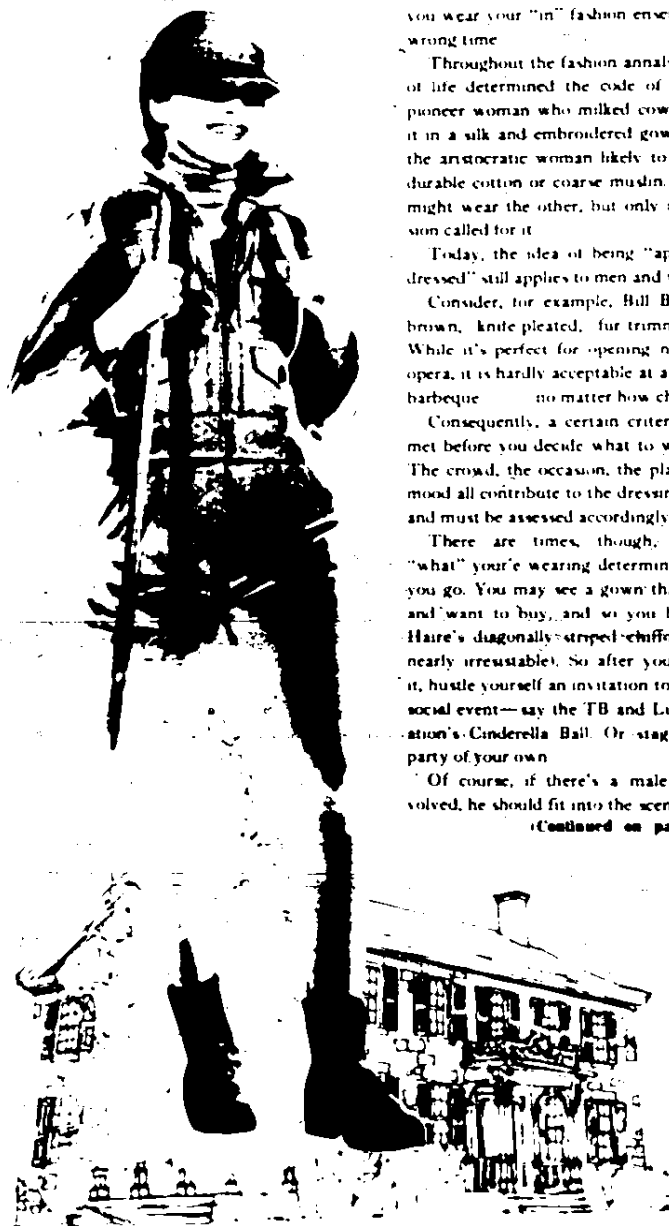 you wear your "in" fashion ense
wrong time
Throughout the fashion annals
of life determined the code of
pioneer woman who milked cow
it in a silk and embroidered gow
the aristocratic woman likely to
durable cotton or coarse muslin.
might wear the other, but only
sion called for it
Today, the idea of being "ap
dressed" still applies to men and
Consider, for example, Bill B
brown, knife pleated, fur trimm
While it's perfect for opening n
opera, it is hardly acceptable at a
barbeque no matter how ch
Consequently, a certain criter
met before you decide what to w
The crowd, the occasion, the pla
mood all contribute to the dressin
and must be assessed accordingly
There are times, though,
"what" your'e wearing determin
you go. You may see a gown tha
and want to buy, and so you
Haire's diagonally striped chiffo
nearly irresistable). So after you
it, hustle yourself an invitation to
social event—say the TB and Lu
ation's Cinderella Ball. Or stag
party of your own
Of course, if there's a male
volved, he should fit into the scen
(Continued on pa